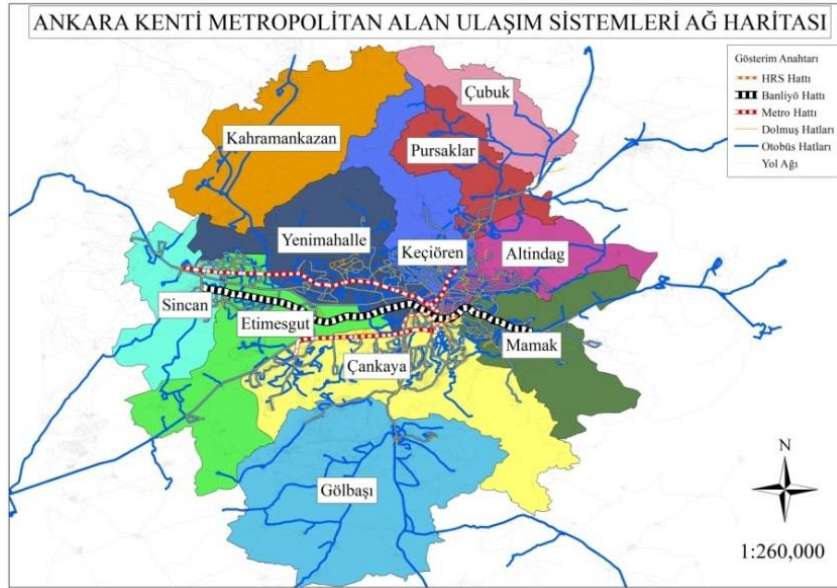 ANKARA KENTİ METROPOLİTAN ALAN ULAŞIM SİSTEMLERİ AĞ HARİTASI
Gösterim Anahtarı
HRS Hattı
Banliyö Hattı
Metro Hattı
Dolmuş Hatları
Otobüs Hatları
Yol Ağı
Çubuk
Kahramankazan
Pursaklar
Yenimahalle
Keçiören
Altindag
Sincan
Etimesgut
Mamak
Çankaya
Gölbaşı
N
1:260,000